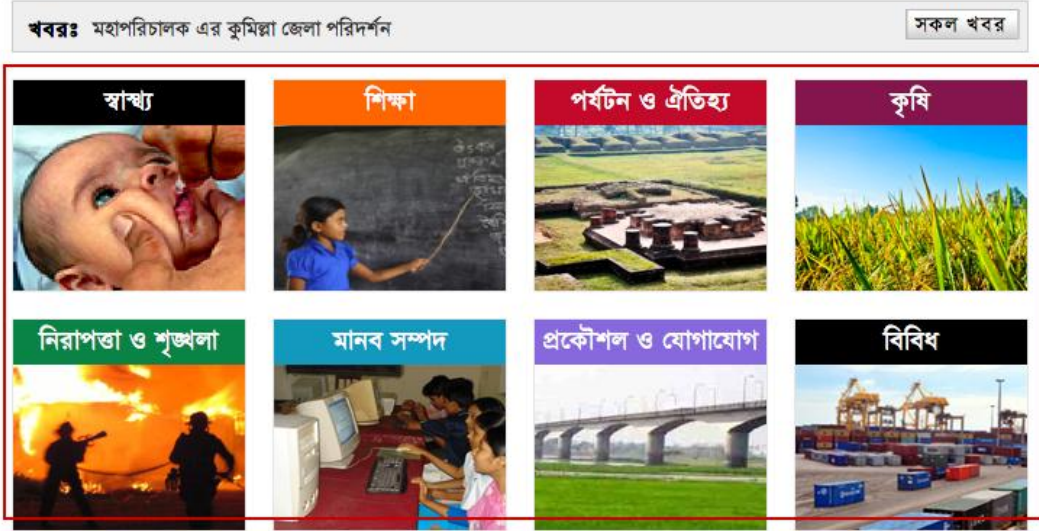 খবরঃ মহাপরিচালক এর কুমিল্লা জেলা পরিদর্শন
সকল খবর
স্বাস্থ্য
শিক্ষা
পর্যটন ও ঐতিহ্য
কৃষি
নিরাপত্তা ও শৃঙ্খলা
মানব সম্পদ
প্রকৌশল ও যোগাযোগ
বিবিধ